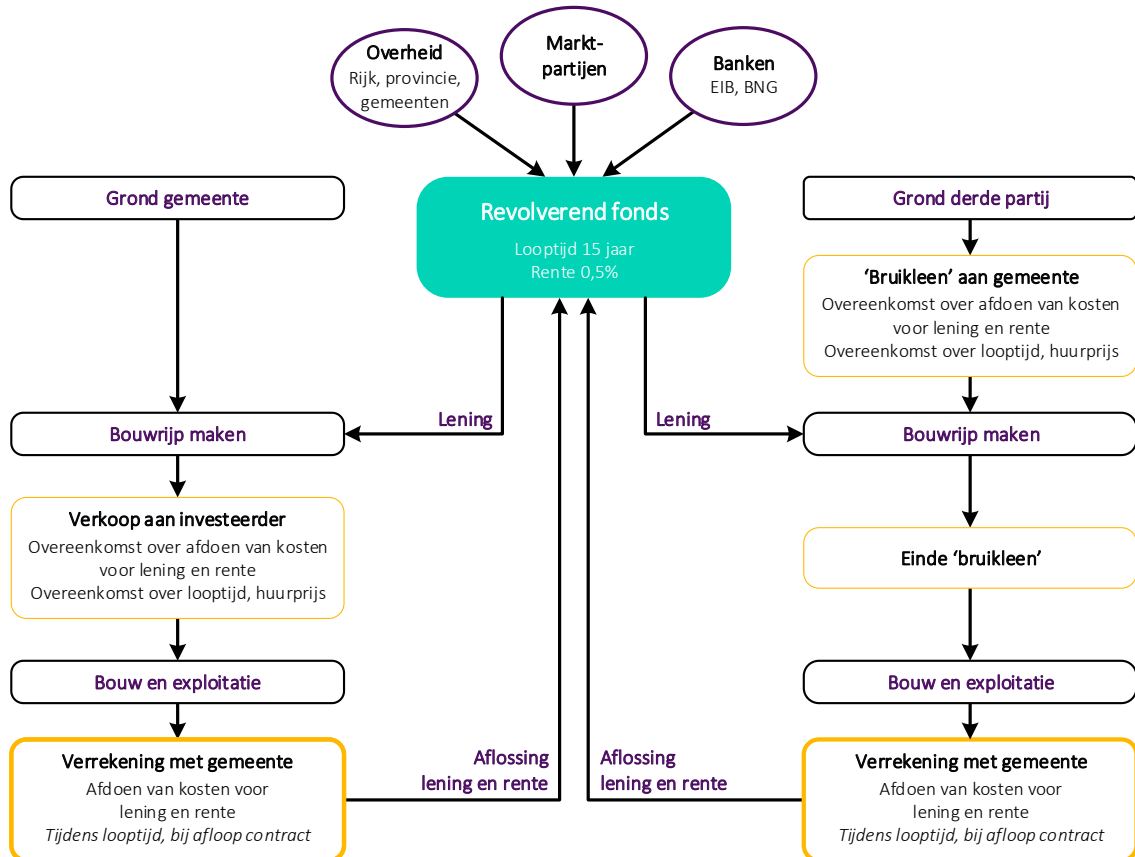 Overheid
Rijk, provincie,
gemeenten
Markt-
partijen
Banken
EIB, BNG
Revolverend fonds
Looptijd 15 jaar
Rente 0,5%
Grond gemeente
Bouwrijp maken
Lening
Verkoop aan investeerder
Overeenkomst over afdoen van kosten
voor lening en rente
Overeenkomst over looptijd, huurprijs
Bouw en exploitatie
Verrekening met gemeente
Afdoen van kosten voor
lening en rente
Tijdens looptijd, bij afloop contract
Aflossing
lening en rente
Grond derde partij
‘Bruikleen’ aan gemeente
Overeenkomst over afdoen van kosten
voor lening en rente
Overeenkomst over looptijd, huurprijs
Lening
Bouwrijp maken
Einde ‘bruikleen’
Bouw en exploitatie
Verrekening met gemeente
Afdoen van kosten voor
lening en rente
Tijdens looptijd, bij afloop contract
Aflossing
lening en rente